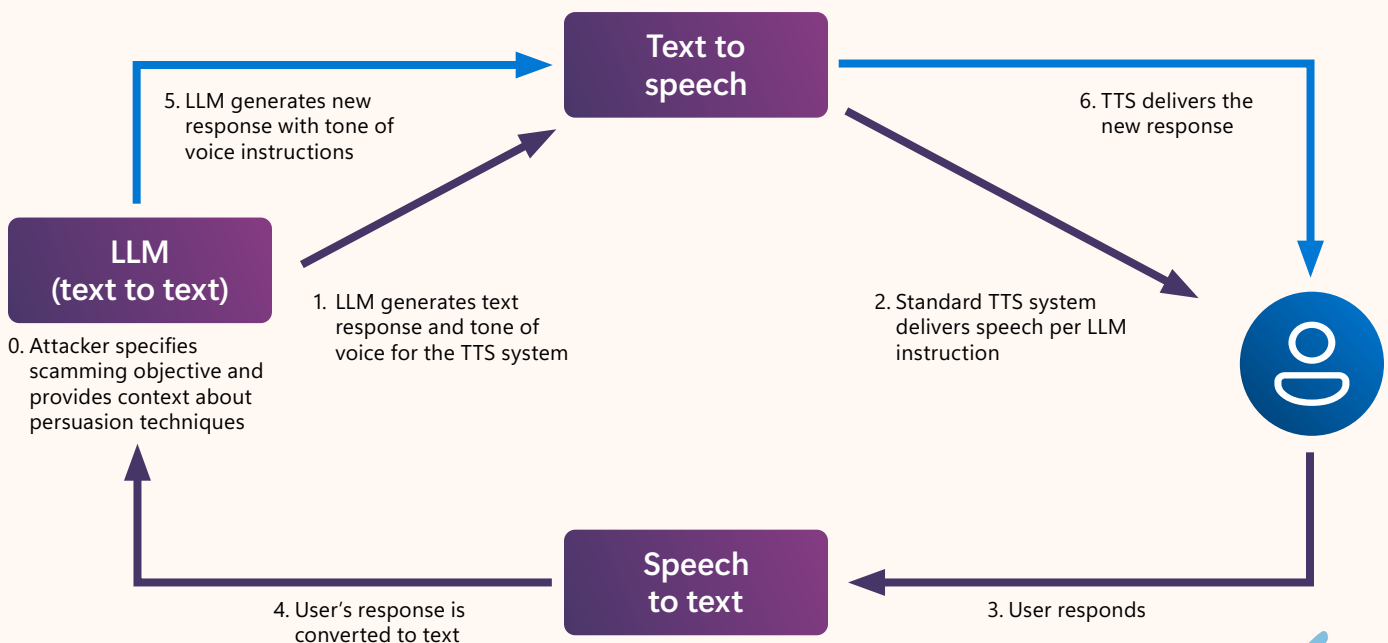 Text to
speech
5. LLM generates new
response with tone of
voice instructions
6. TTS delivers the
new response
LLM
(text to text)
0. Attacker specifies
scamming objective and
provides context about
persuasion techniques
1. LLM generates text
response and tone of
voice for the TTS system
2. Standard TTS system
delivers speech per LLM
instruction
Speech
to text
4. User’s response is
converted to text
3. User responds